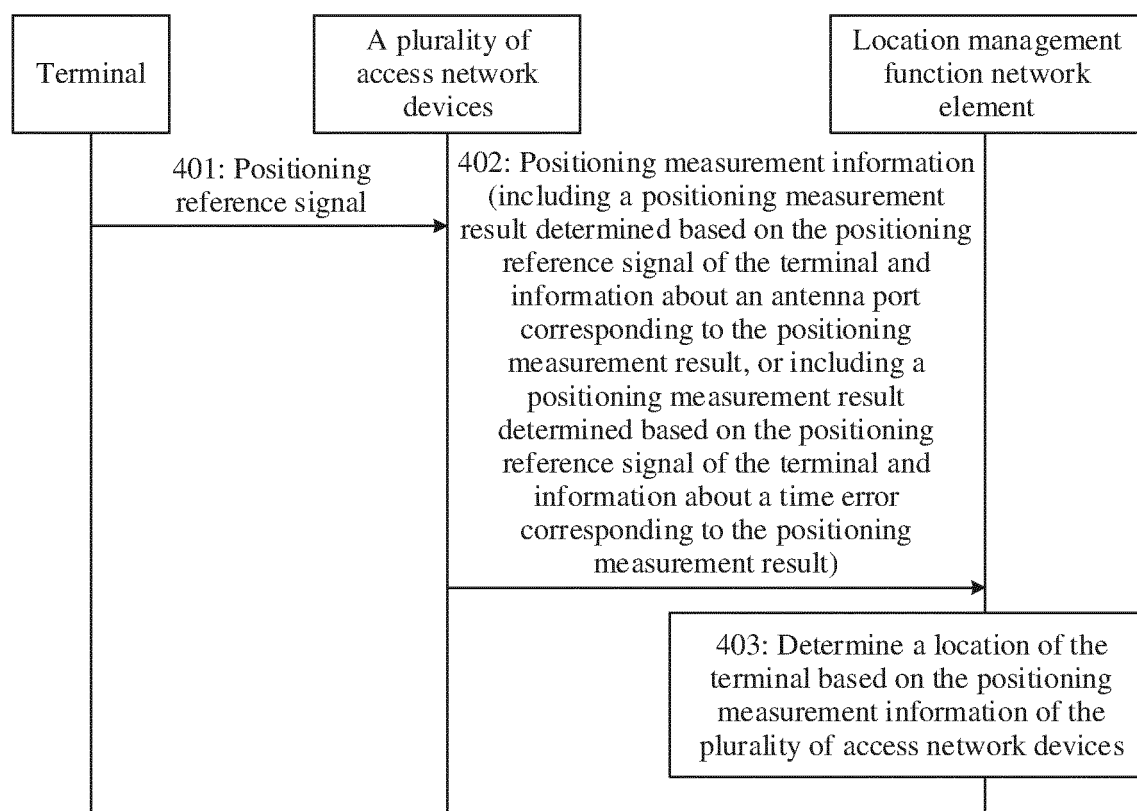 Terminal
A plurality of
access network
devices
Location management
function network
element
401: Positioning
reference signal
402: Positioning measurement information
(including a positioning measurement
result determined based on the positioning
reference signal of the terminal and
information about an antenna port
corresponding to the positioning
measurement result, or including a
positioning measurement result
determined based on the positioning
reference signal of the terminal and
information about a time error
corresponding to the positioning
measurement result)
403: Determine a location of the
terminal based on the positioning
measurement information of the
plurality of access network devices